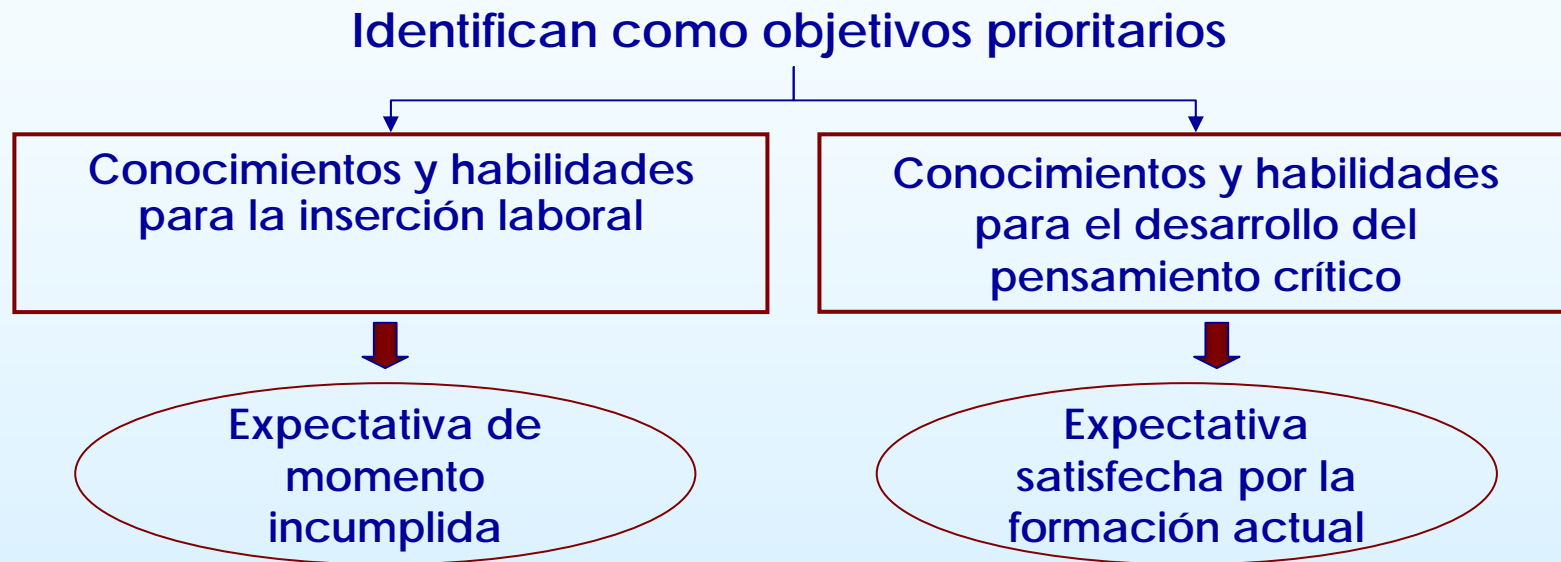 Identifican como objetivos prioritarios
Conocimientos y habilidades
para la inserción laboral
Conocimientos y habilidades
para el desarrollo del
pensamiento crítico
Expectativa de
momento
incumplida
Expectativa
satisfecha por la
formación actual